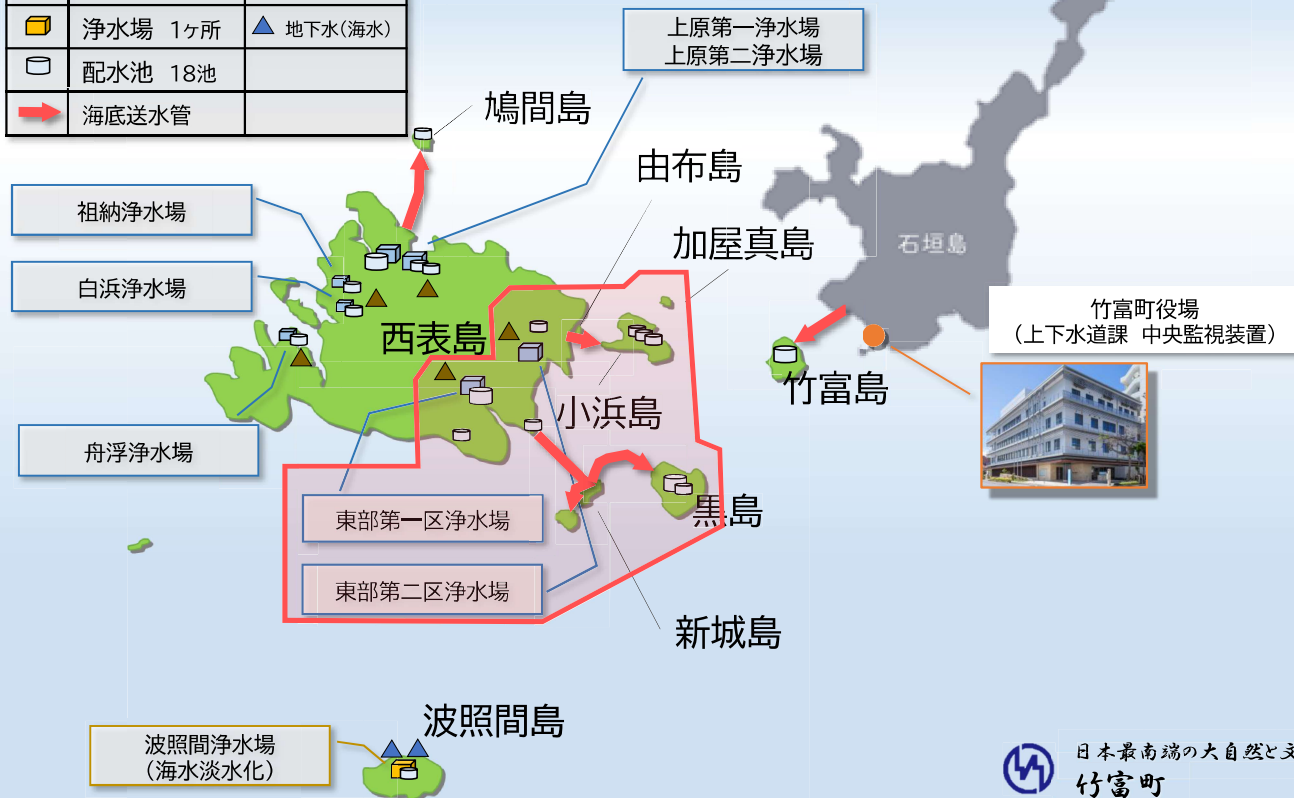 浄水場 1ヶ所
地下水(海水)
配水池 18池
海底送水管
上原第一浄水場
上原第二浄水場
鳩間島
由布島
加屋真島
石垣島
祖納浄水場
白浜浄水場
西表島
竹富町役場
（上下水道課 中央監視装置）
竹富島
小浜島
舟浮浄水場
黒島
東部第一区浄水場
東部第二区浄水場
新城島
波照間島
波照間浄水場
（海水淡水化）
日本最南端の大自然と文
竹富町